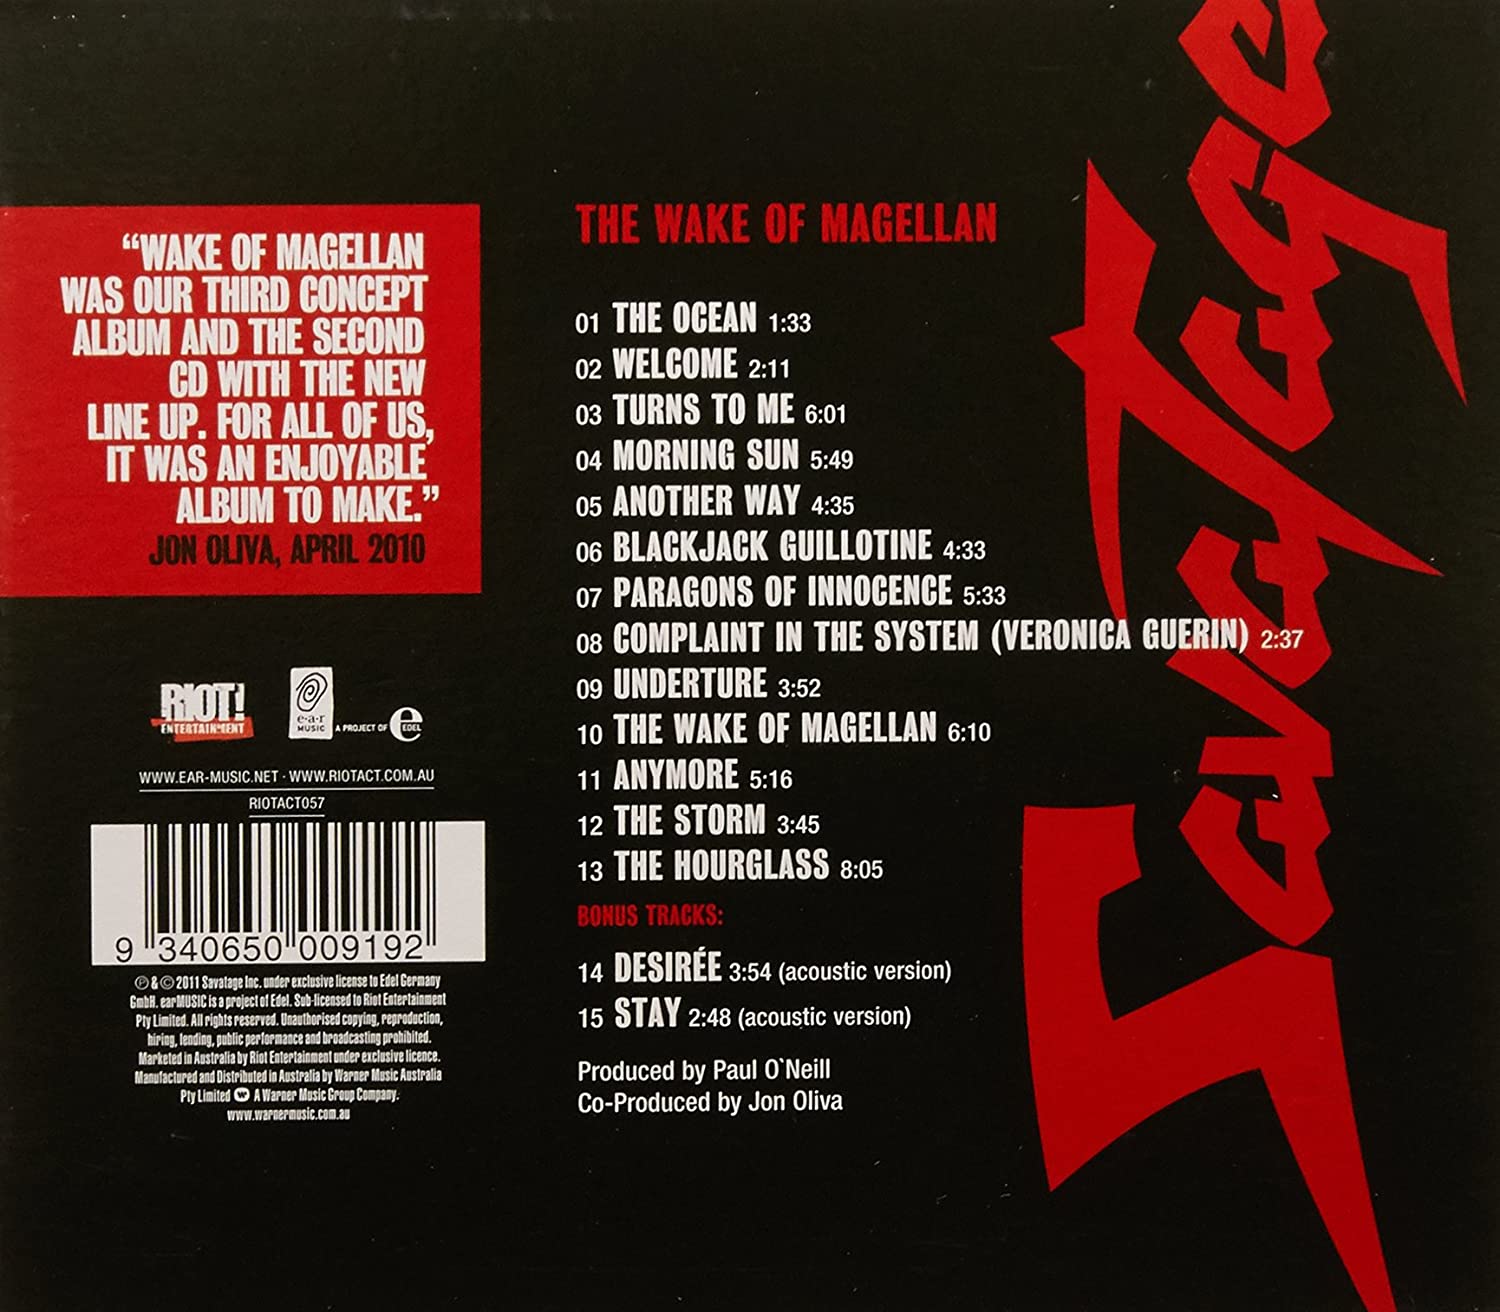 Savatage
“WAKE OF MAGELLAN
WAS OUR THIRD CONCEPT
ALBUM AND THE SECOND
CD WITH THE NEW
LINE UP. FOR ALL OF US,
IT WAS AN ENJOYABLE
ALBUM TO MAKE.”
JON OLIVA, APRIL 2010
RIOT!
ENTERTAINMENT
e·a·r
MUSIC
A PROJECT OF e EDEL
WWW.EAR-MUSIC.NET · WWW.RIOTACT.COM.AU
RIOTACT057
9 340650 009192
℗ & © 2011 Savatage Inc. under exclusive license to Edel Germany
GmbH. earMUSIC is a project of Edel. Sub-licensed to Riot Entertainment
Pty Limited. All rights reserved. Unauthorised copying, reproduction,
hiring, lending, public performance and broadcasting prohibited.
Marketed in Australia by Riot Entertainment under exclusive licence.
Manufactured and Distributed in Australia by Warner Music Australia
Pty Limited A Warner Music Group Company.
www.warnermusic.com.au
THE WAKE OF MAGELLAN
01 THE OCEAN 1:33
02 WELCOME 2:11
03 TURNS TO ME 6:01
04 MORNING SUN 5:49
05 ANOTHER WAY 4:35
06 BLACKJACK GUILLOTINE 4:33
07 PARAGONS OF INNOCENCE 5:33
08 COMPLAINT IN THE SYSTEM (VERONICA GUERIN) 2:37
09 UNDERTURE 3:52
10 THE WAKE OF MAGELLAN 6:10
11 ANYMORE 5:16
12 THE STORM 3:45
13 THE HOURGLASS 8:05
BONUS TRACKS:
14 DESIRÉE 3:54 (acoustic version)
15 STAY 2:48 (acoustic version)
Produced by Paul O`Neill
Co-Produced by Jon Oliva